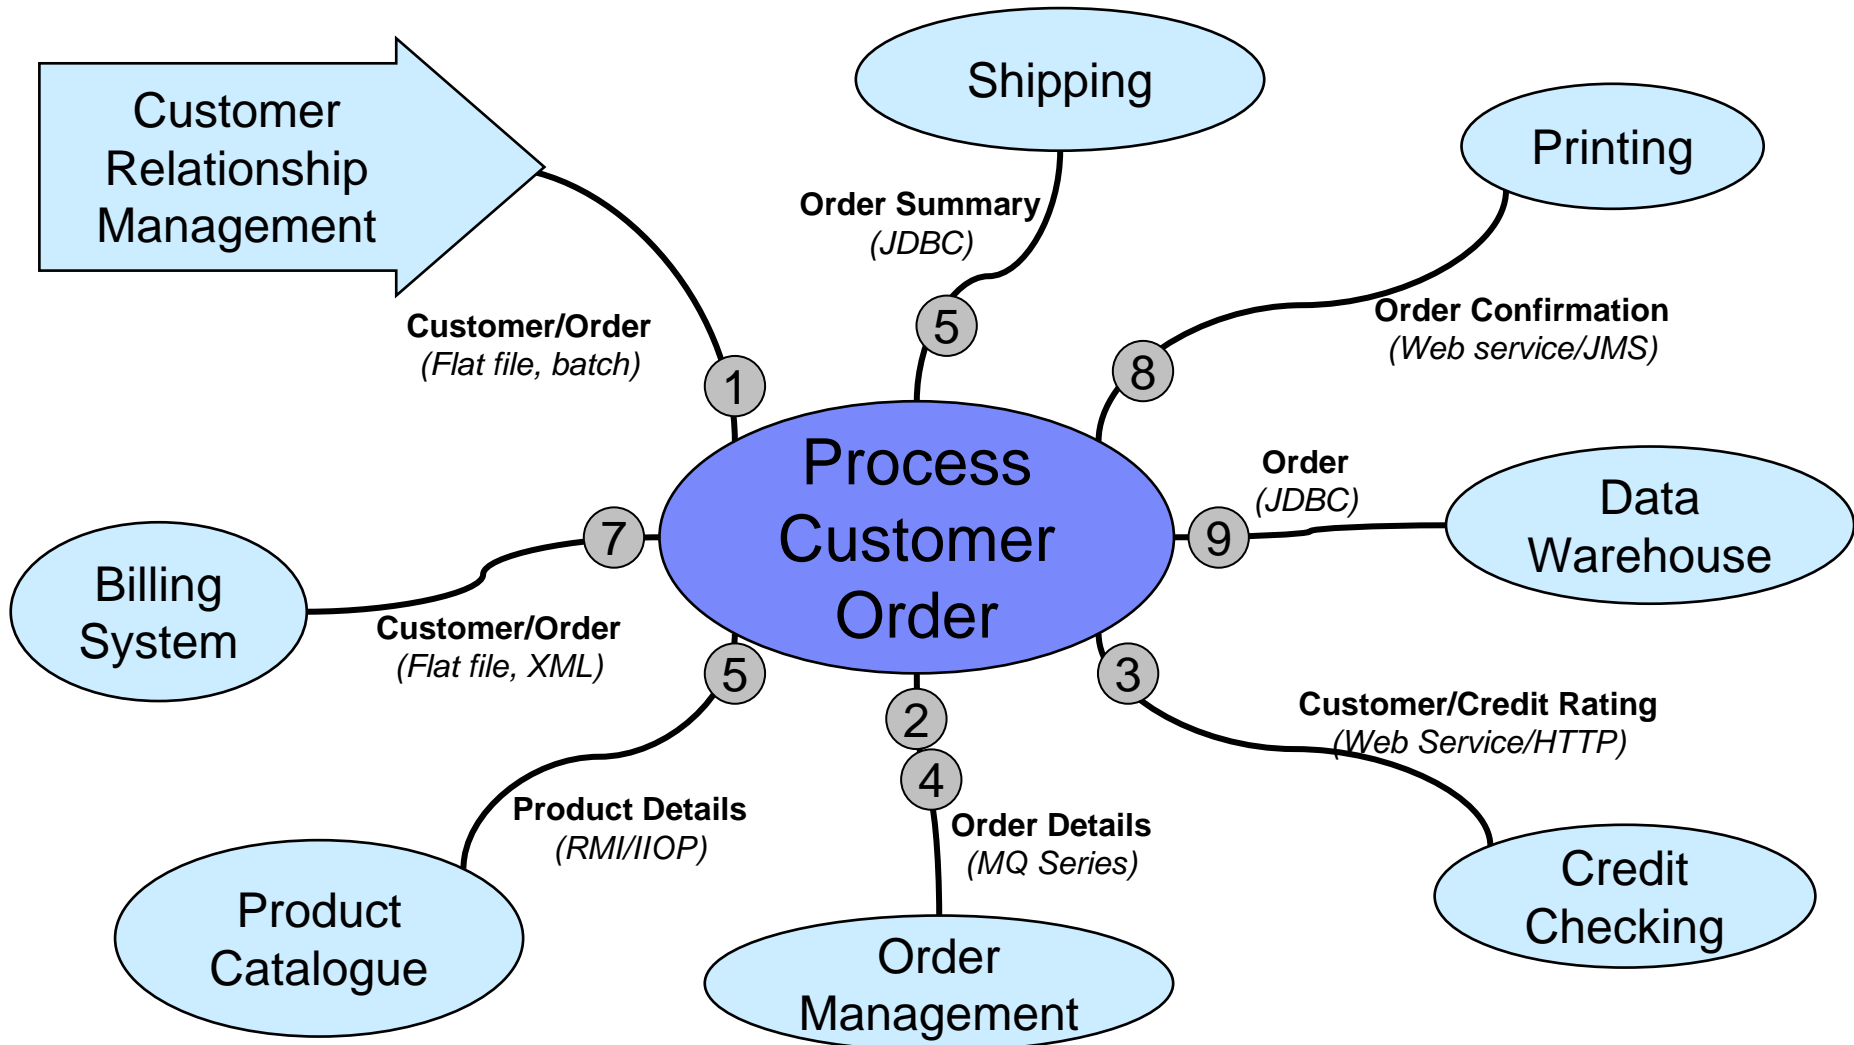 Customer
Relationship
Management
Shipping
Printing
Order Summary
(JDBC)
Customer/Order
(Flat file, batch)
Order Confirmation
(Web service/JMS)
1
5
8
Process
Customer
Order
Order
(JDBC)
Data
Warehouse
7
9
Billing
System
Customer/Order
(Flat file, XML)
5
2
4
3
Customer/Credit Rating
(Web Service/HTTP)
Product Details
(RMI/IIOP)
Order Details
(MQ Series)
Product
Catalogue
Order
Management
Credit
Checking